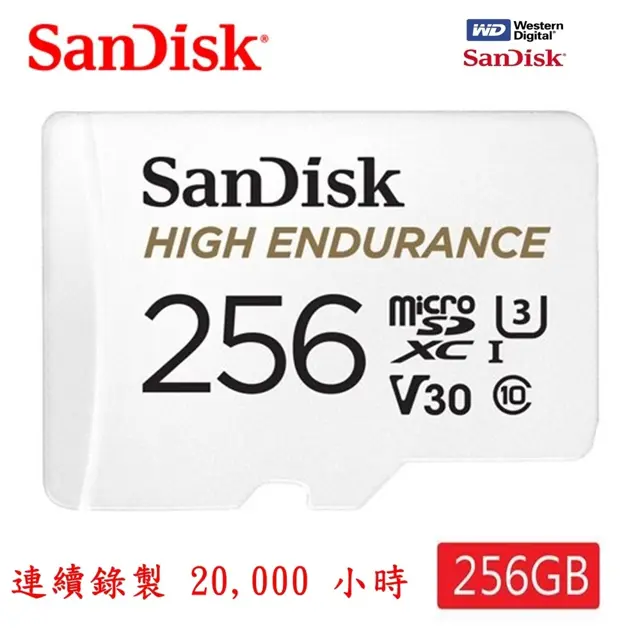 SanDisk®
WD Western Digital®
SanDisk®
SanDisk
HIGH ENDURANCE
256
micro SD XC I
U3
V30
10
連續錄製 20,000 小時
256GB